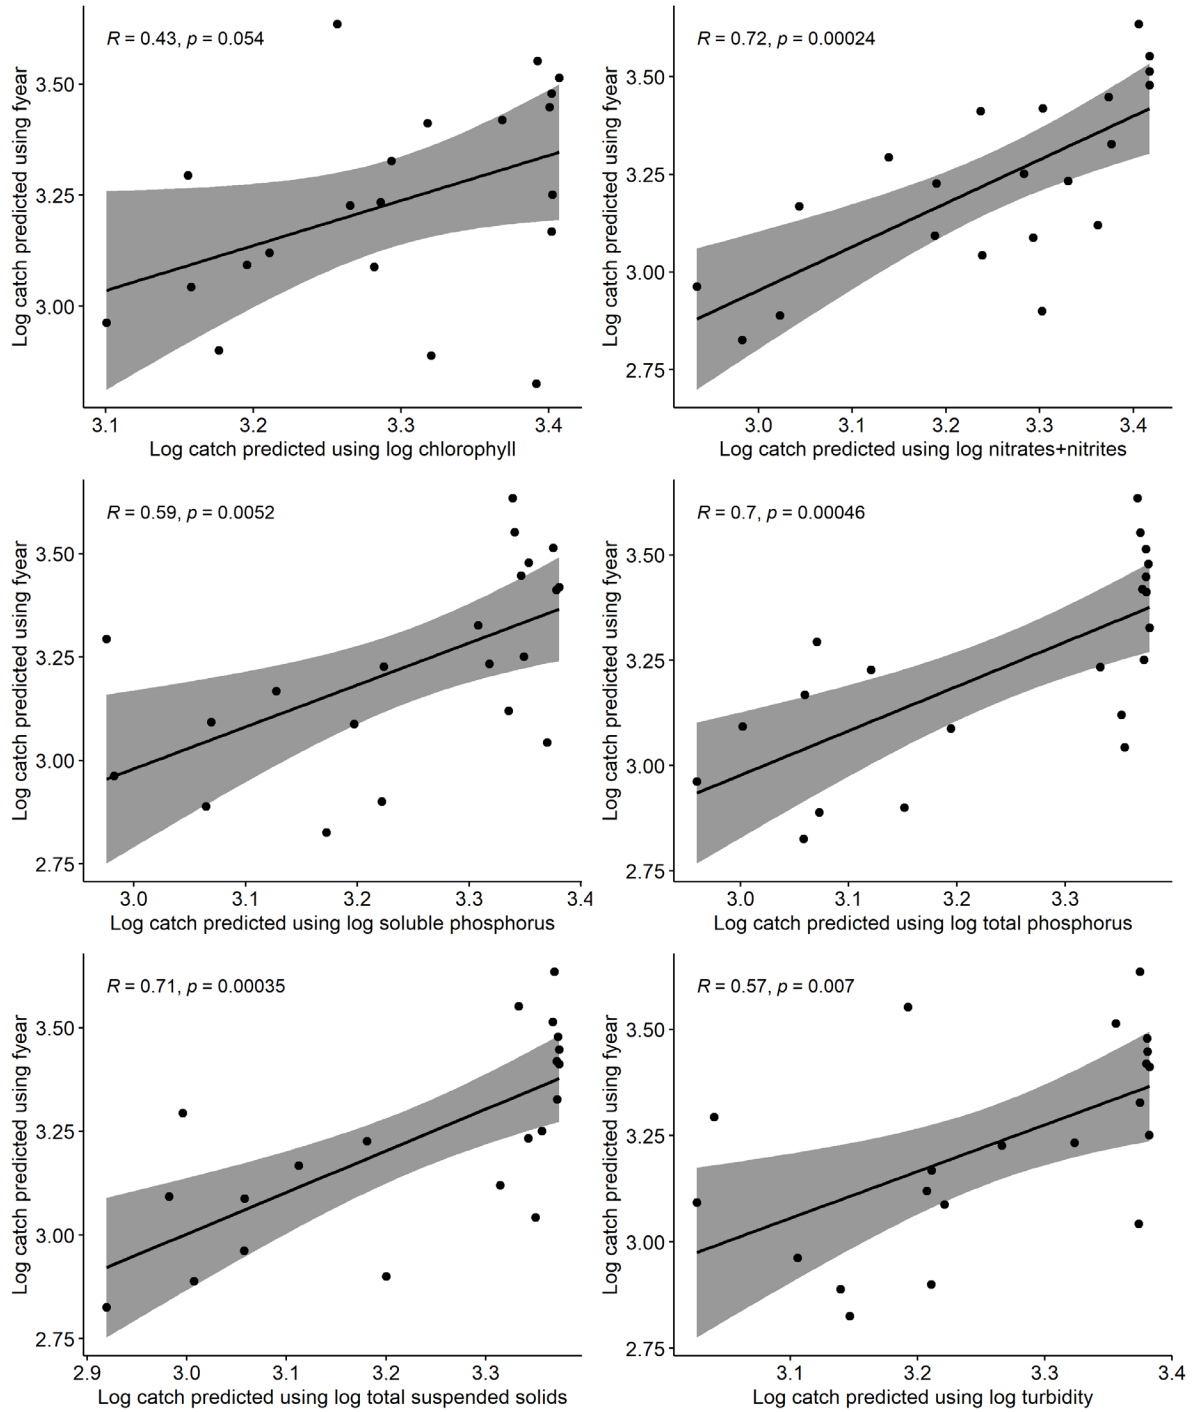 R = 0.43, p = 0.054
Log catch predicted using fyear
3.50
3.25
3.00
3.1 3.2 3.3 3.4
Log catch predicted using log chlorophyll
R = 0.72, p = 0.00024
Log catch predicted using fyear
3.50
3.25
3.00
2.75
3.0 3.1 3.2 3.3 3.4
Log catch predicted using log nitrates+nitrites
R = 0.59, p = 0.0052
Log catch predicted using fyear
3.50
3.25
3.00
2.75
3.0 3.1 3.2 3.3 3.4
Log catch predicted using log soluble phosphorus
R = 0.7, p = 0.00046
Log catch predicted using fyear
3.50
3.25
3.00
2.75
3.0 3.1 3.2 3.3
Log catch predicted using log total phosphorus
R = 0.71, p = 0.00035
Log catch predicted using fyear
3.50
3.25
3.00
2.75
2.9 3.0 3.1 3.2 3.3
Log catch predicted using log total suspended solids
R = 0.57, p = 0.007
Log catch predicted using fyear
3.50
3.25
3.00
2.75
3.1 3.2 3.3 3.4
Log catch predicted using log turbidity